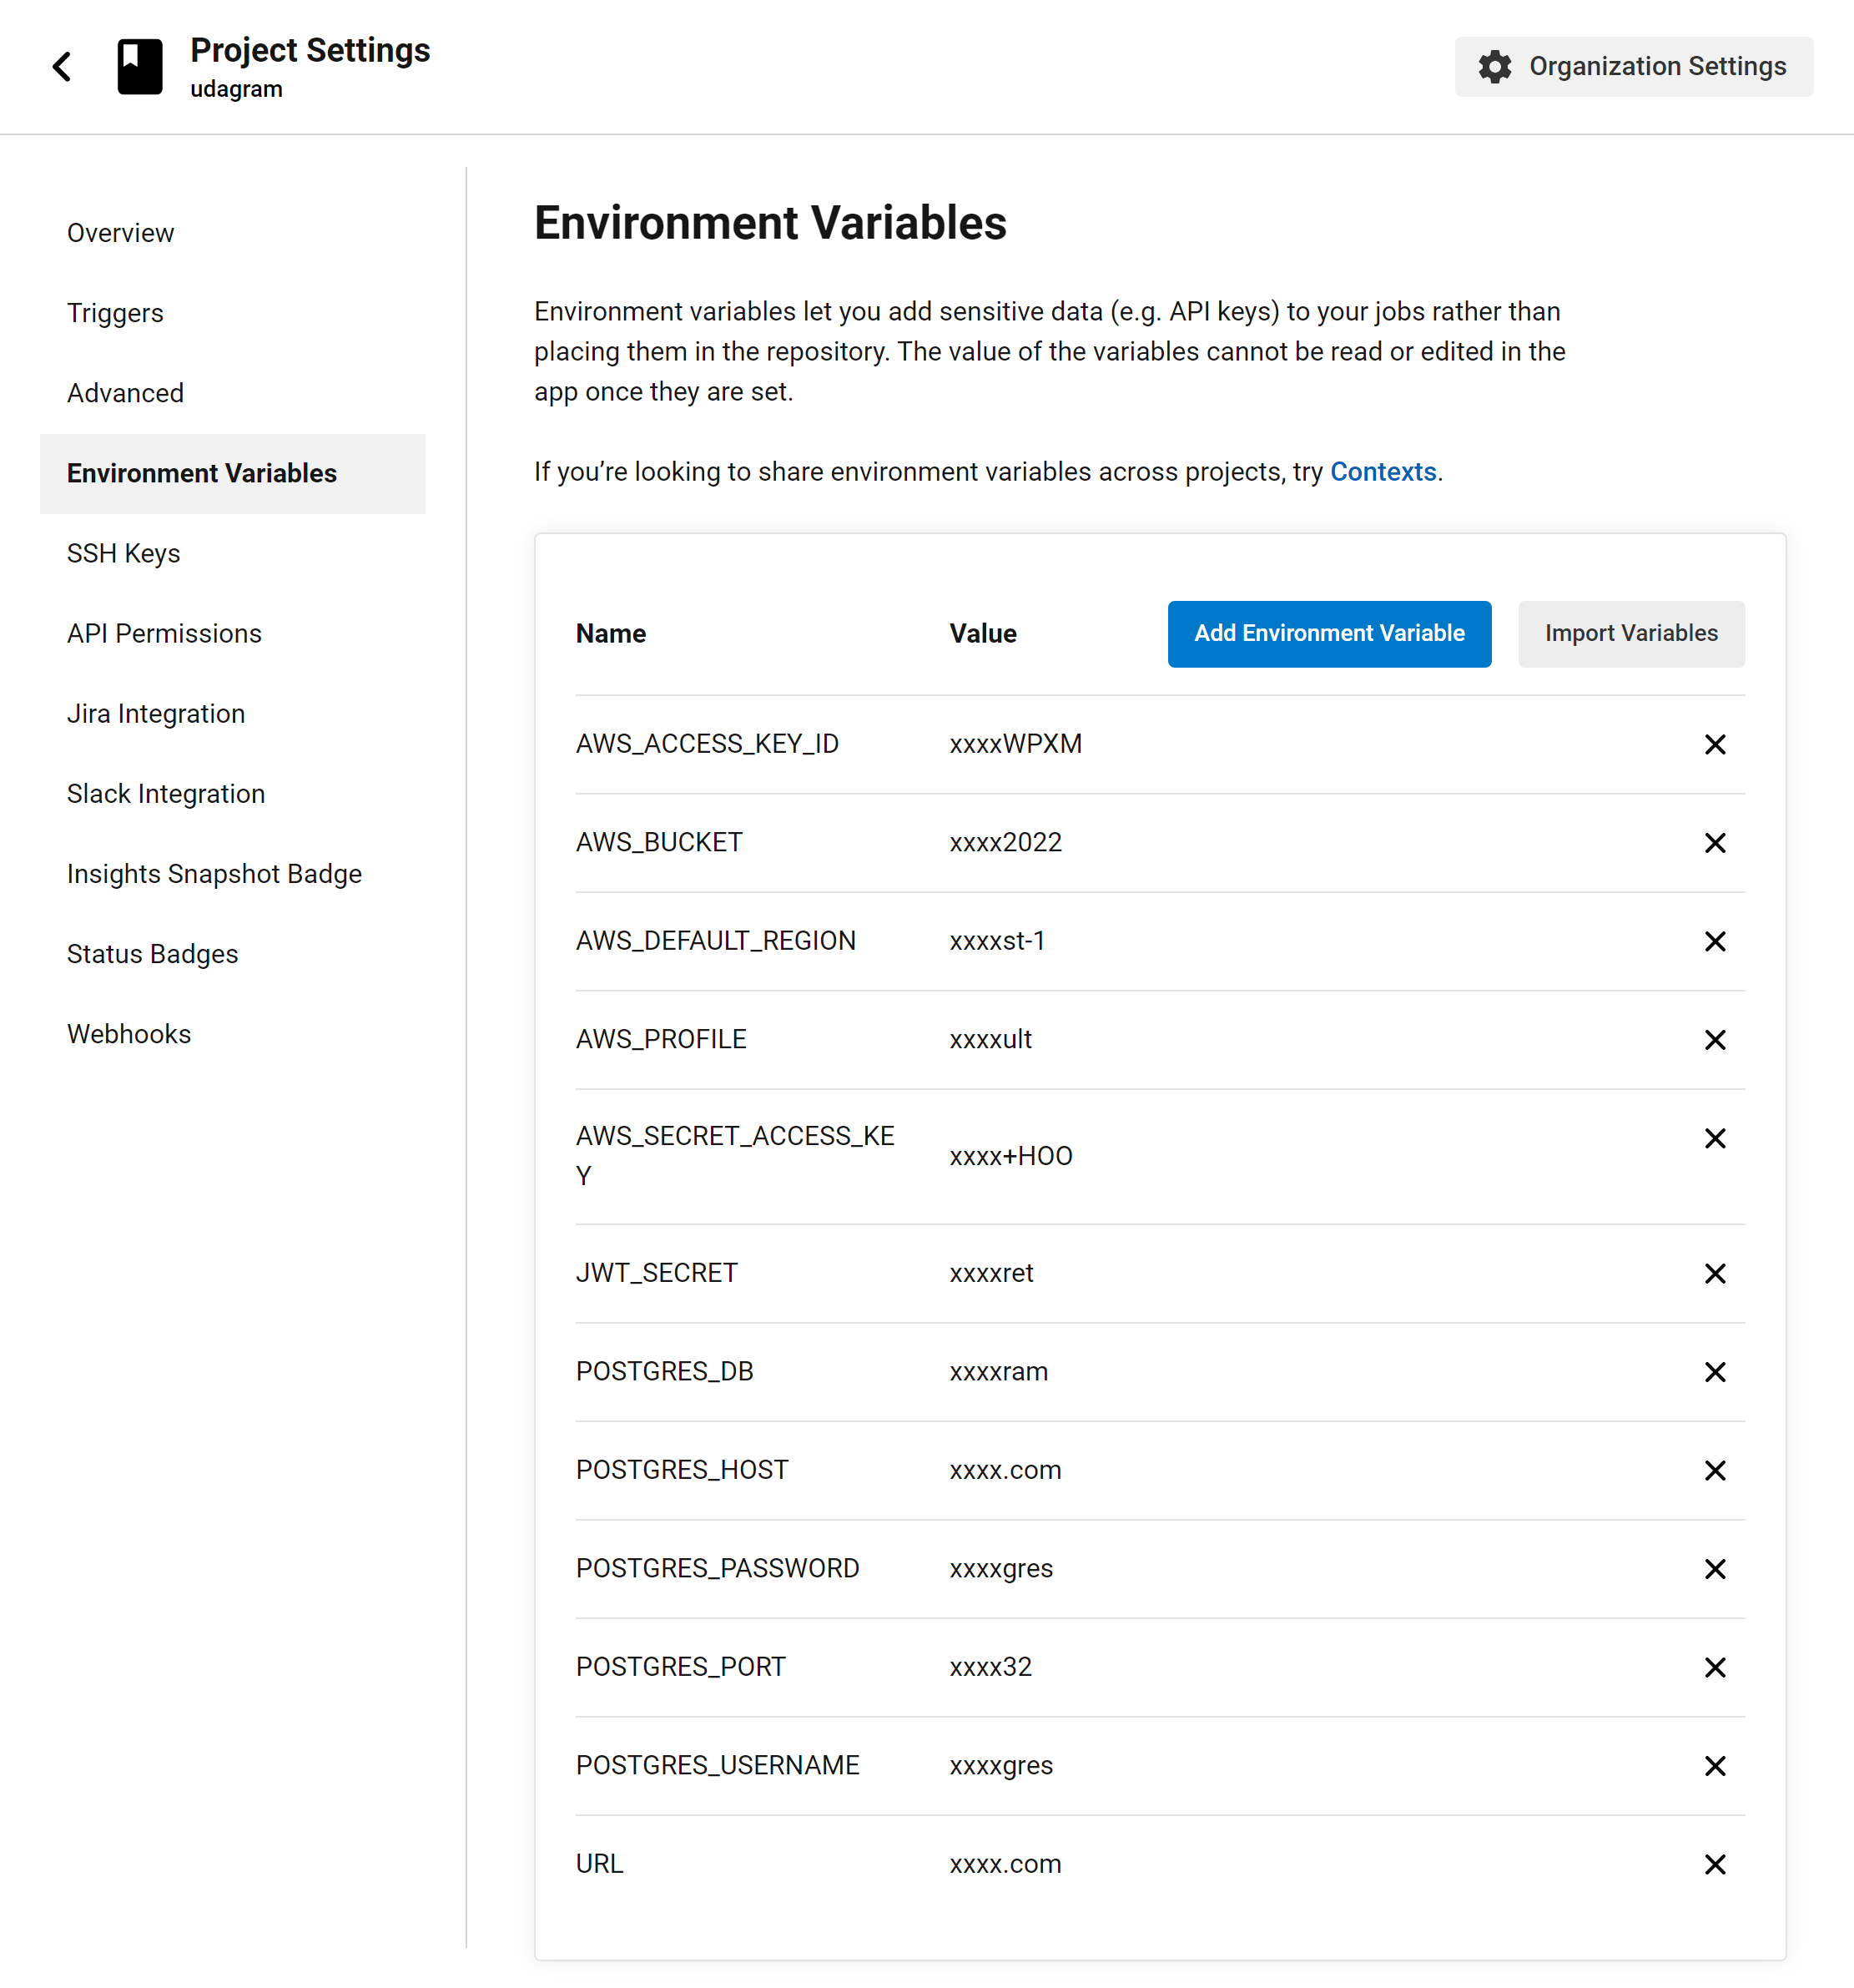 Project Settings
udagram
Organization Settings
Overview
Triggers
Advanced
Environment Variables
SSH Keys
API Permissions
Jira Integration
Slack Integration
Insights Snapshot Badge
Status Badges
Webhooks
Environment Variables
Environment variables let you add sensitive data (e.g. API keys) to your jobs rather than
placing them in the repository. The value of the variables cannot be read or edited in the
app once they are set.
If you’re looking to share environment variables across projects, try Contexts.
Name Value Add Environment Variable Import Variables
AWS_ACCESS_KEY_ID xxxxWPXM
AWS_BUCKET xxxx2022
AWS_DEFAULT_REGION xxxxst-1
AWS_PROFILE xxxxult
AWS_SECRET_ACCESS_KE
Y
xxxx+HOO
JWT_SECRET xxxxret
POSTGRES_DB xxxxram
POSTGRES_HOST xxxx.com
POSTGRES_PASSWORD xxxxgres
POSTGRES_PORT xxxx32
POSTGRES_USERNAME xxxxgres
URL xxxx.com